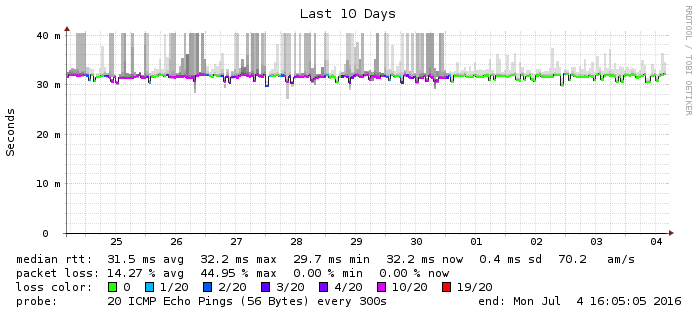 Last 10 Days
RRDTOOL / TOBI OETIKER
Seconds
40 m
30 m
20 m
10 m
0
25 26 27 28 29 30 01 02 03 04
median rtt: 31.5 ms avg 32.2 ms max 29.7 ms min 32.2 ms now 0.4 ms sd 70.2 am/s
packet loss: 14.27 % avg 44.95 % max 0.00 % min 0.00 % now
loss color: 0 1/20 2/20 3/20 4/20 10/20 19/20
probe: 20 ICMP Echo Pings (56 Bytes) every 300s end: Mon Jul 4 16:05:05 2016